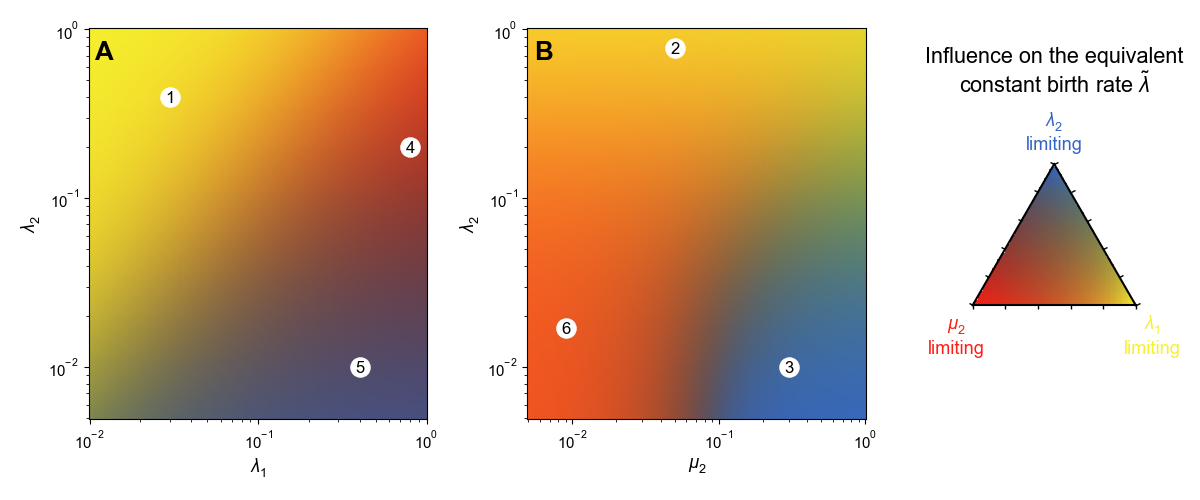 A
10⁰
10⁻¹
10⁻²
λ₂
1
4
5
10⁻²
10⁻¹
10⁰
λ₁
B
10⁰
10⁻¹
10⁻²
λ₂
2
6
3
10⁻²
10⁻¹
10⁰
μ₂
Influence on the equivalent
constant birth rate λ̃
λ₂
limiting
μ₂
limiting
λ₁
limiting